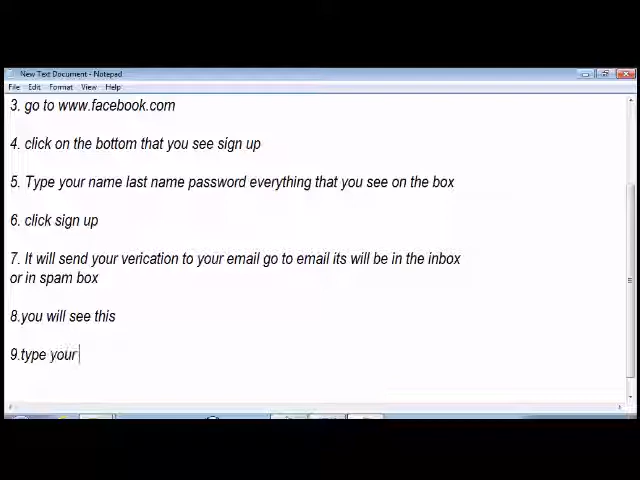 New Text Document - Notepad
File Edit Format View Help
3. go to www.facebook.com
4. click on the bottom that you see sign up
5. Type your name last name password everything that you see on the box
6. click sign up
7. It will send your verication to your email go to email its will be in the inbox
or in spam box
8.you will see this
9.type your